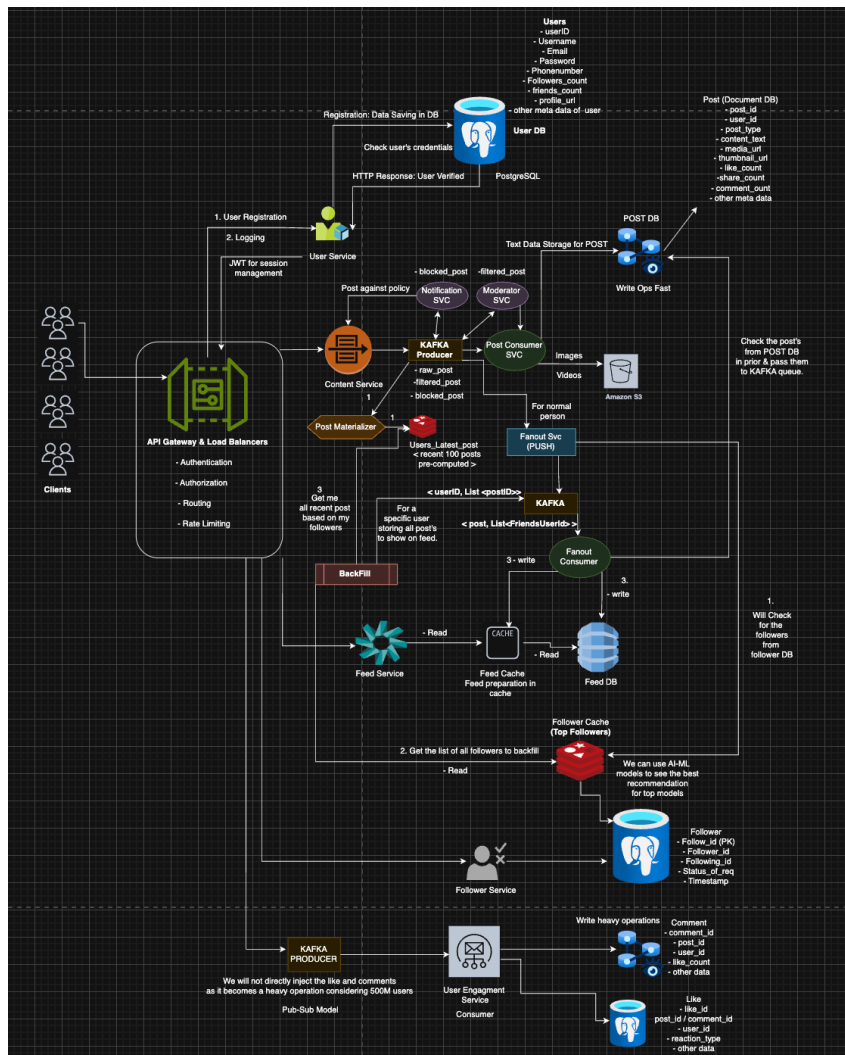 Users
- userID
- Username
- Email
- Password
- Phonenumber
- Followers_count
- friends_count
- profile_url
- other meta data of user
User DB
PostgreSQL
Registration: Data Saving in DB
Check user's credentials
HTTP Response: User Verified
Post (Document DB)
- post_id
- user_id
- post_type
- content_text
- media_url
- thumbnail_url
- like_count
-share_count
- comment_ount
- other meta data
1. User Registration
2. Logging
JWT for session
management
User Service
POST DB
Text Data Storage for POST
Write Ops Fast
- blocked_post
-filtered_post
Post against policy
Notification
SVC
Moderator
SVC
Content Service
KAFKA
Producer
- raw_post
-filtered_post
- blocked_post
Post Consumer
SVC
Images
Videos
Amazon S3
Check the post's
from POST DB
in prior & pass them
to KAFKA queue.
Clients
API Gateway & Load Balancers
- Authentication
- Authorization
- Routing
- Rate Limiting
1
Post Materializer
1
Users_Latest_post
< recent 100 posts
pre-computed >
For normal
person
Fanout Svc
(PUSH)
3
Get me
all recent post
based on my
followers
For a
specific user
storing all post's
to show on feed.
< userID, List <postID>>
KAFKA
< post, List<FriendsUserId> >
Fanout
Consumer
BackFill
3 - write
3.
- write
1.
Will Check
for the
followers
from
follower DB
Feed Service
- Read
CACHE
Feed Cache
Feed preparation in
cache
- Read
Feed DB
Follower Cache
(Top Followers)
2. Get the list of all followers to backfill
- Read
We can use AI-ML
models to see the best
recommendation
for top models
Follower
- Follow_id (PK)
- Follower_id
- Following_id
- Status_of_req
- Timestamp
Follower Service
KAFKA
PRODUCER
We will not directly inject the like and comments
as it becomes a heavy operation considering 500M users
Pub-Sub Model
User Engagment
Service
Consumer
Write heavy operations
Comment
- comment_id
- post_id
- user_id
- like_count
- other data
Like
- like_id
post_id / comment_id
- user_id
- reaction_type
- other data